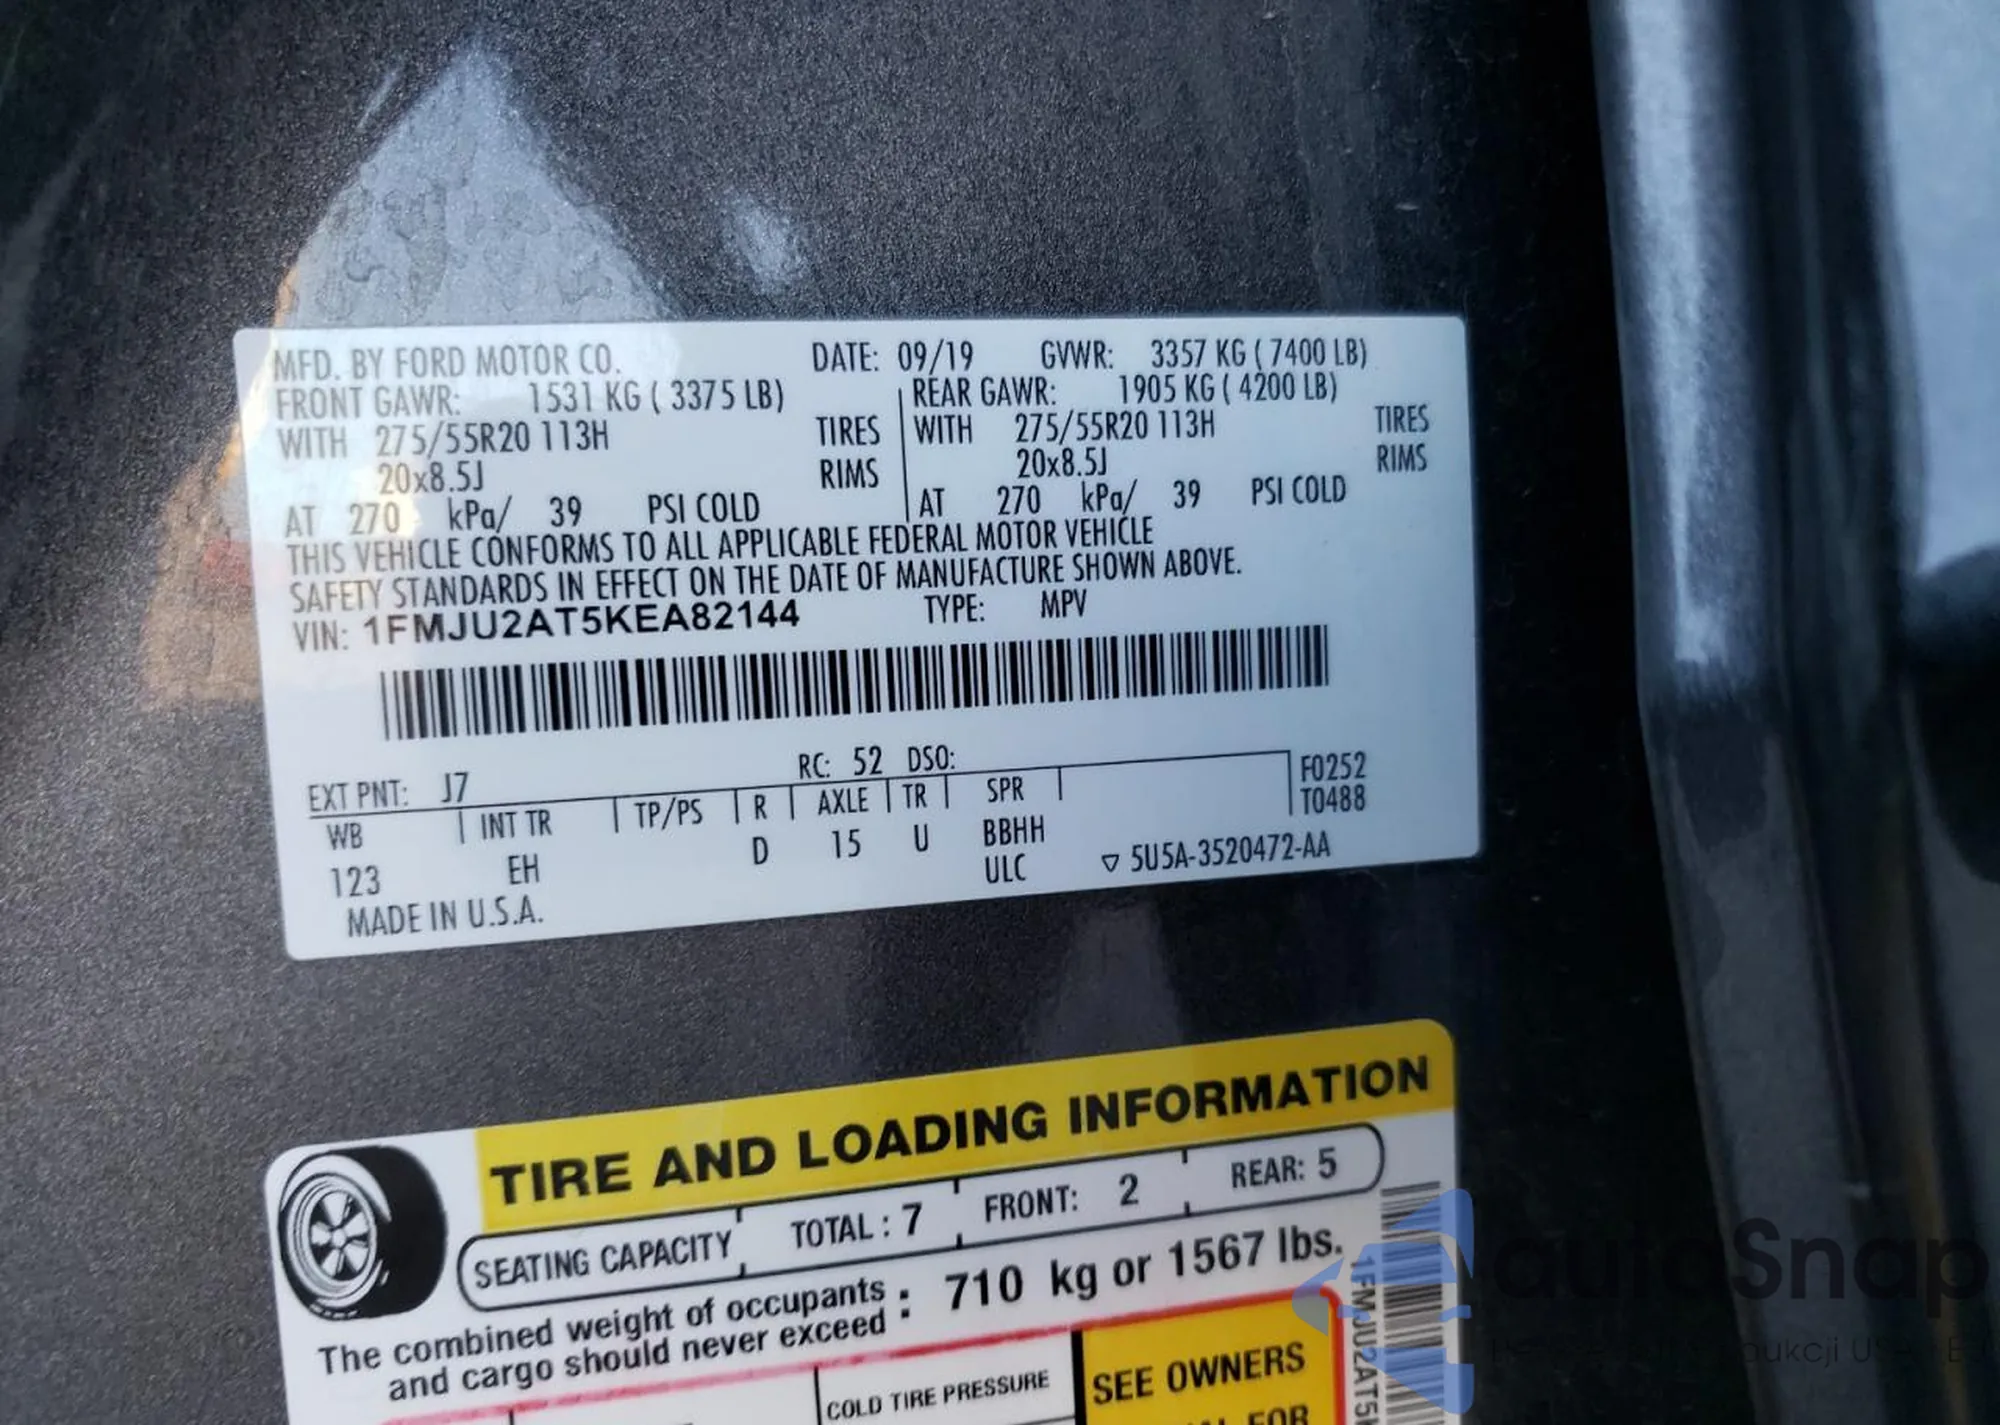 MFD. BY FORD MOTOR CO. DATE: 09/19 GVWR: 3357 KG ( 7400 LB)
FRONT GAWR: 1531 KG ( 3375 LB) REAR GAWR: 1905 KG ( 4200 LB)
WITH 275/55R20 113H TIRES WITH 275/55R20 113H TIRES
20x8.5J RIMS 20x8.5J RIMS
AT 270 kPa/ 39 PSI COLD AT 270 kPa/ 39 PSI COLD
THIS VEHICLE CONFORMS TO ALL APPLICABLE FEDERAL MOTOR VEHICLE
SAFETY STANDARDS IN EFFECT ON THE DATE OF MANUFACTURE SHOWN ABOVE.
VIN: 1FMJU2AT5KEA82144 TYPE: MPV
EXT PNT: J7 RC: 52 DSO: F0252
WB INT TR TP/PS R AXLE TR SPR T0488
123 EH D 15 U BBHH
ULC ▽ 5U5A-3520472-AA
MADE IN U.S.A.
TIRE AND LOADING INFORMATION
SEATING CAPACITY TOTAL : 7 FRONT: 2 REAR: 5
The combined weight of occupants
and cargo should never exceed : 710 kg or 1567 lbs.
COLD TIRE PRESSURE
SEE OWNERS
FOR
1FMJU2AT5K
autoSnap